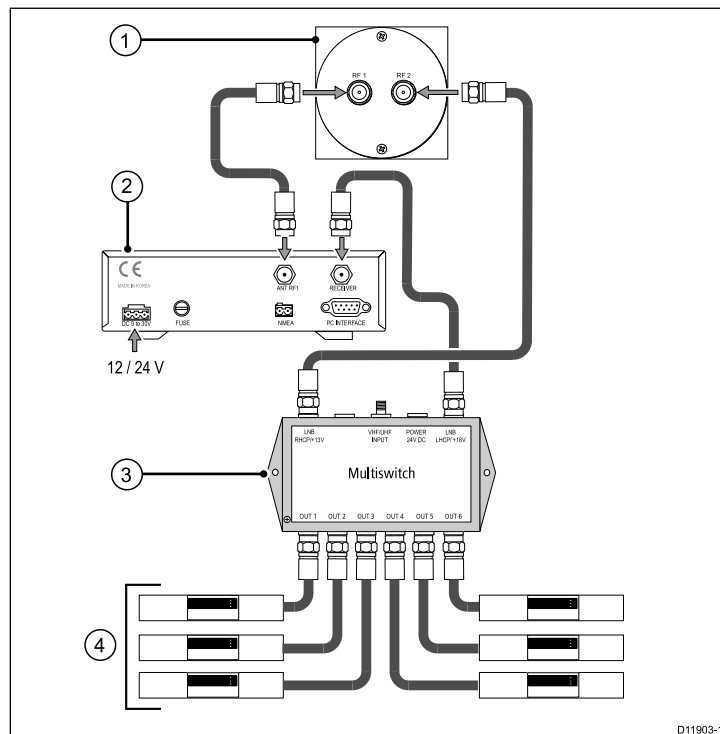 1
RF 1
RF 2
2
CE
MADE IN KOREA
ANT RF1
RECEIVER
DC 9 to 30V
FUSE
NMEA
PC INTERFACE
12 / 24 V
LNB
RHCP/+13V
VHF/UHF
INPUT
POWER
24V DC
LNB
LHCP/ +18V
3
Multiswitch
OUT 1
OUT 2
OUT 3
OUT 4
OUT 5
OUT 6
4
D11903-1